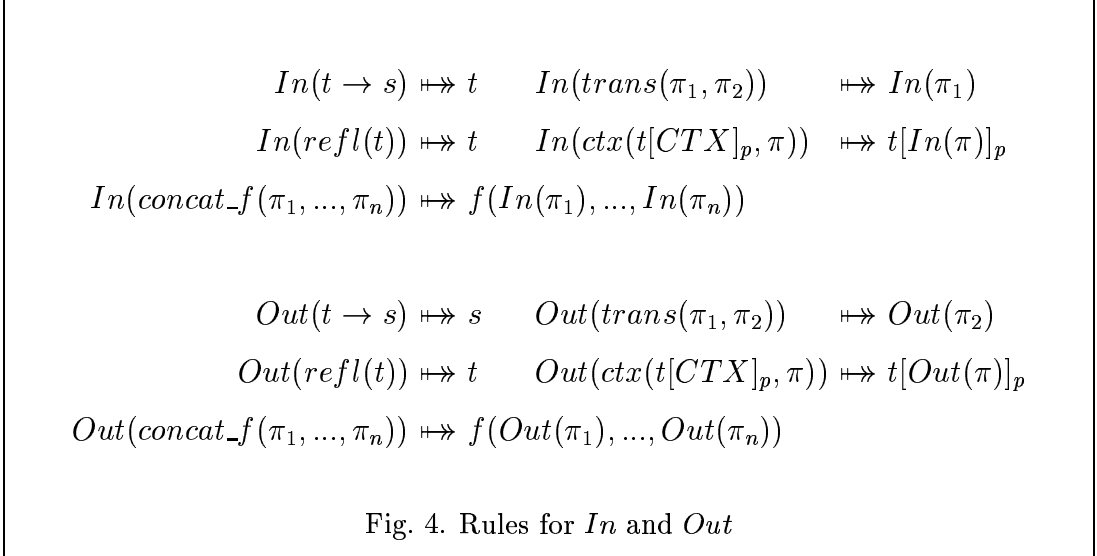 In(t → s) ⤇ t In(trans(π₁, π₂)) ⤇ In(π₁)
In(refl(t)) ⤇ t In(ctx(t[CTX]ₚ, π)) ⤇ t[In(π)]ₚ
In(concat_f(π₁, ..., πₙ)) ⤇ f(In(π₁), ..., In(πₙ))
Out(t → s) ⤇ s Out(trans(π₁, π₂)) ⤇ Out(π₂)
Out(refl(t)) ⤇ t Out(ctx(t[CTX]ₚ, π)) ⤇ t[Out(π)]ₚ
Out(concat_f(π₁, ..., πₙ)) ⤇ f(Out(π₁), ..., Out(πₙ))
Fig. 4. Rules for In and Out